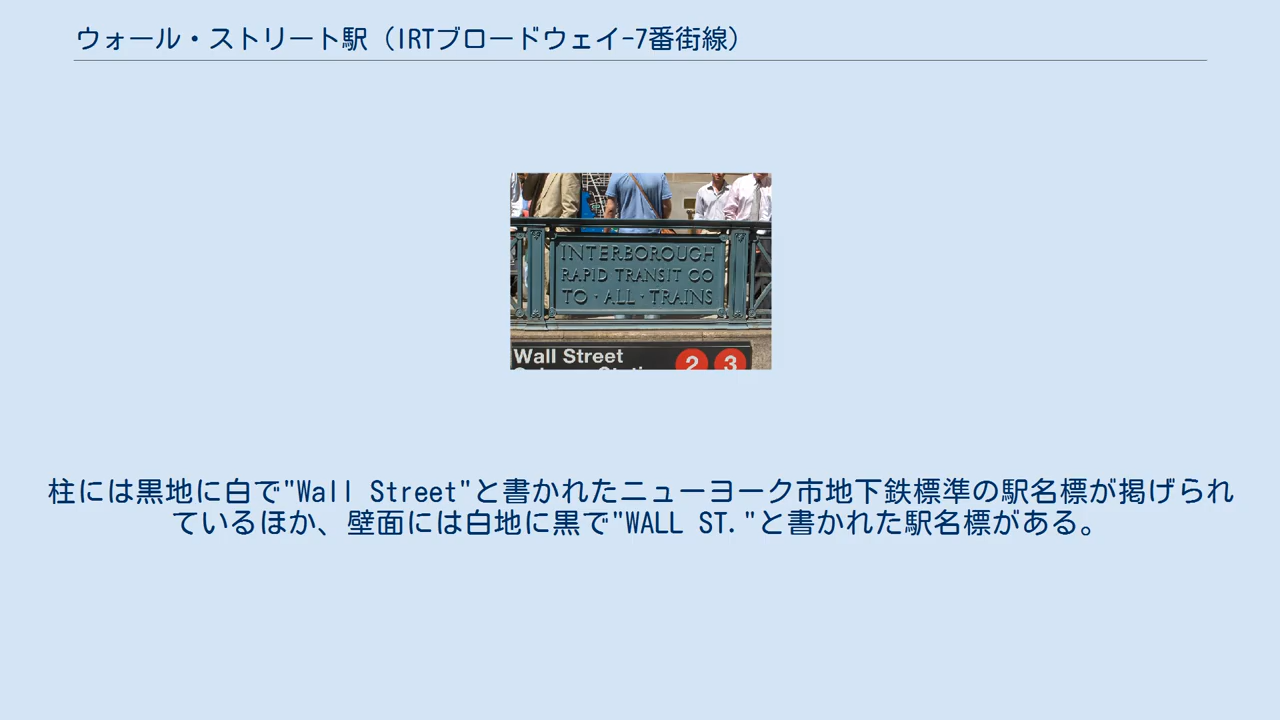 ウォール・ストリート駅（IRTブロードウェイ-7番街線）
INTERBOROUGH
RAPID TRANSIT CO
TO · ALL · TRAINS
Wall Street
2 3
柱には黒地に白で"Wall Street"と書かれたニューヨーク市地下鉄標準の駅名標が掲げられ
ているほか、壁面には白地に黒で"WALL ST."と書かれた駅名標がある。